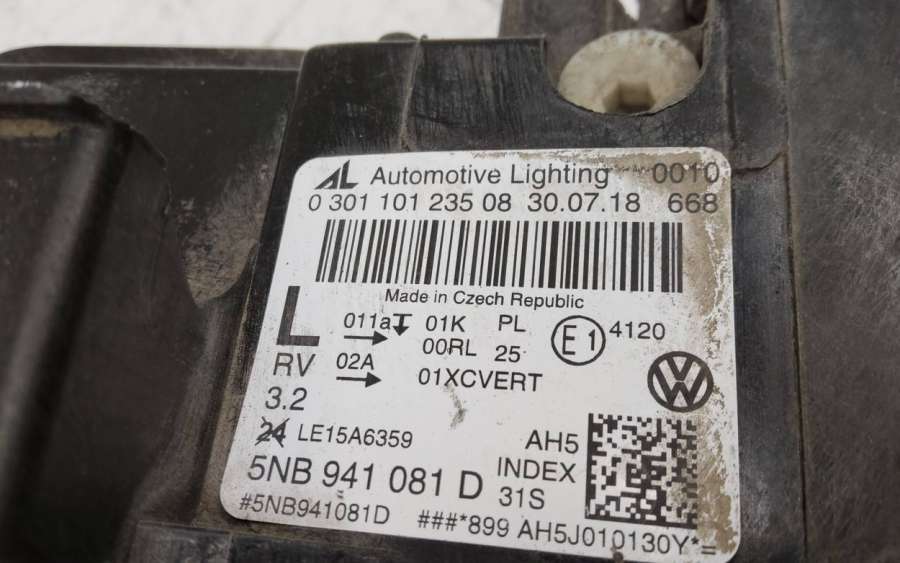 AL Automotive Lighting 0010
0 301 101 235 08 30.07.18 668
Made in Czech Republic
L 011a 01K PL E1 4120
00RL 25
RV 02A 01XCVERT
3.2
24 LE15A6359 AH5
5NB 941 081 D INDEX
31S
#5NB941081D ###*899 AH5J010130Y*=